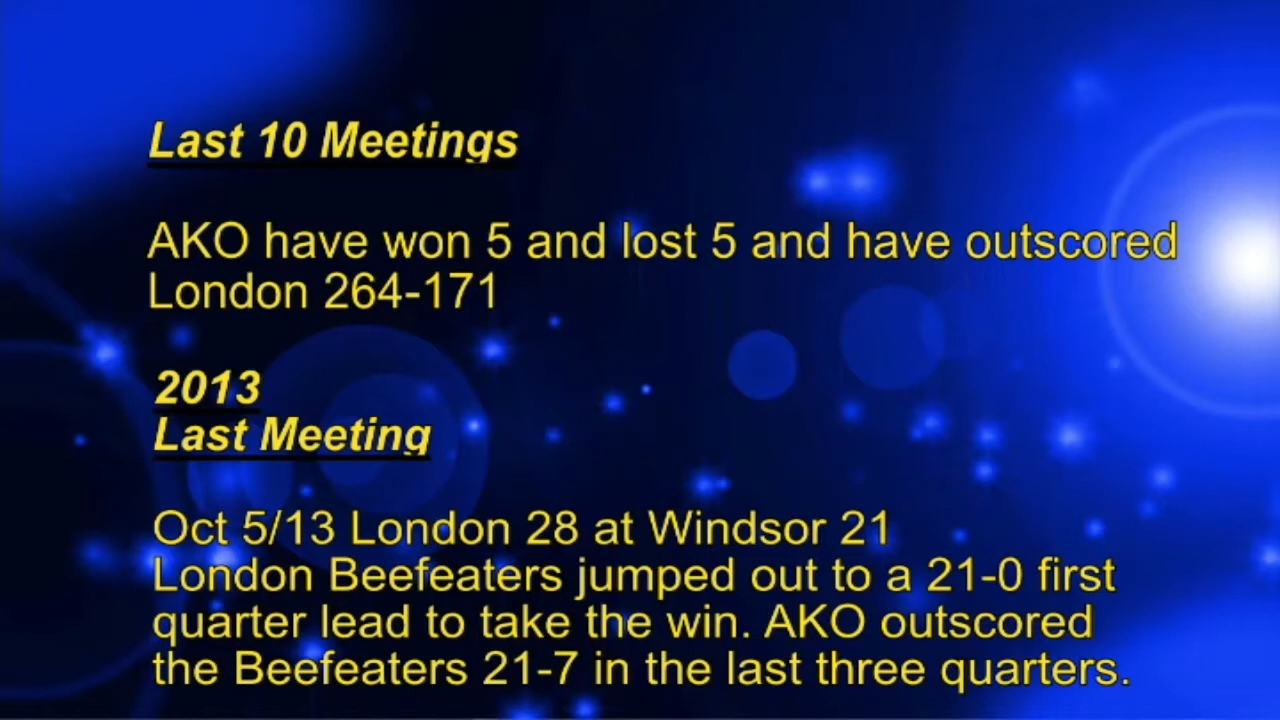 Last 10 Meetings
AKO have won 5 and lost 5 and have outscored
London 264-171
2013
Last Meeting
Oct 5/13 London 28 at Windsor 21
London Beefeaters jumped out to a 21-0 first
quarter lead to take the win. AKO outscored
the Beefeaters 21-7 in the last three quarters.